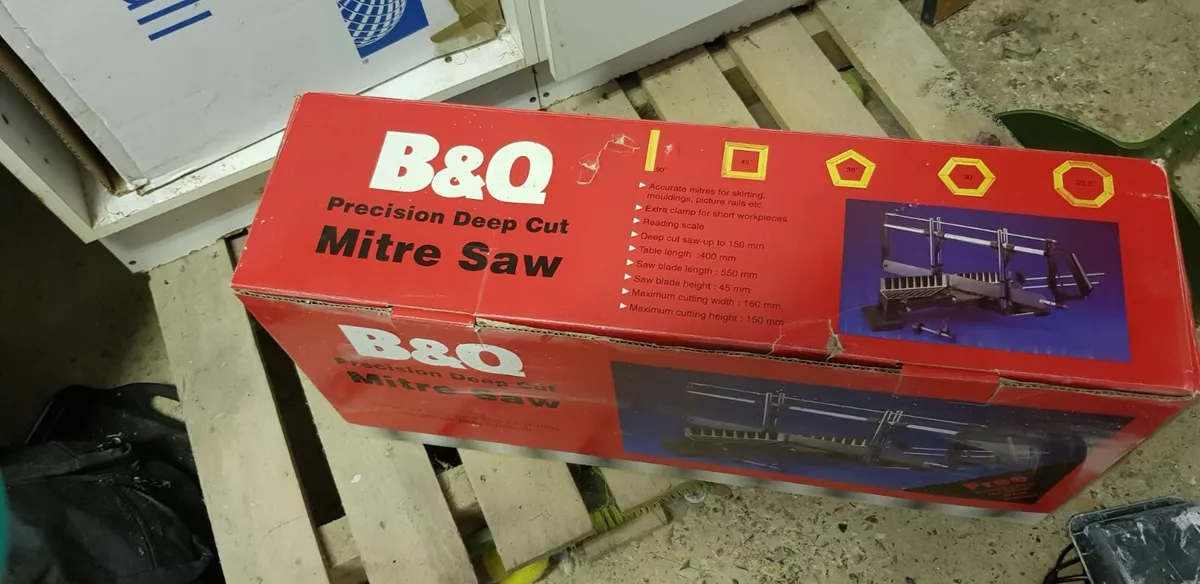 B&Q
Precision Deep Cut
Mitre Saw
90°
45°
36°
30°
22,5°
Accurate mitres for skirting,
mouldings, picture rails etc.
Extra clamp for short workpieces
Reading scale
Deep cut saw-up to 150 mm
Table length :400 mm
Saw blade length : 550 mm
Saw blade height : 45 mm
Maximum cutting width : 160 mm
Maximum cutting height : 150 mm
B&Q
Precision Deep Cut
Mitre Saw
Free